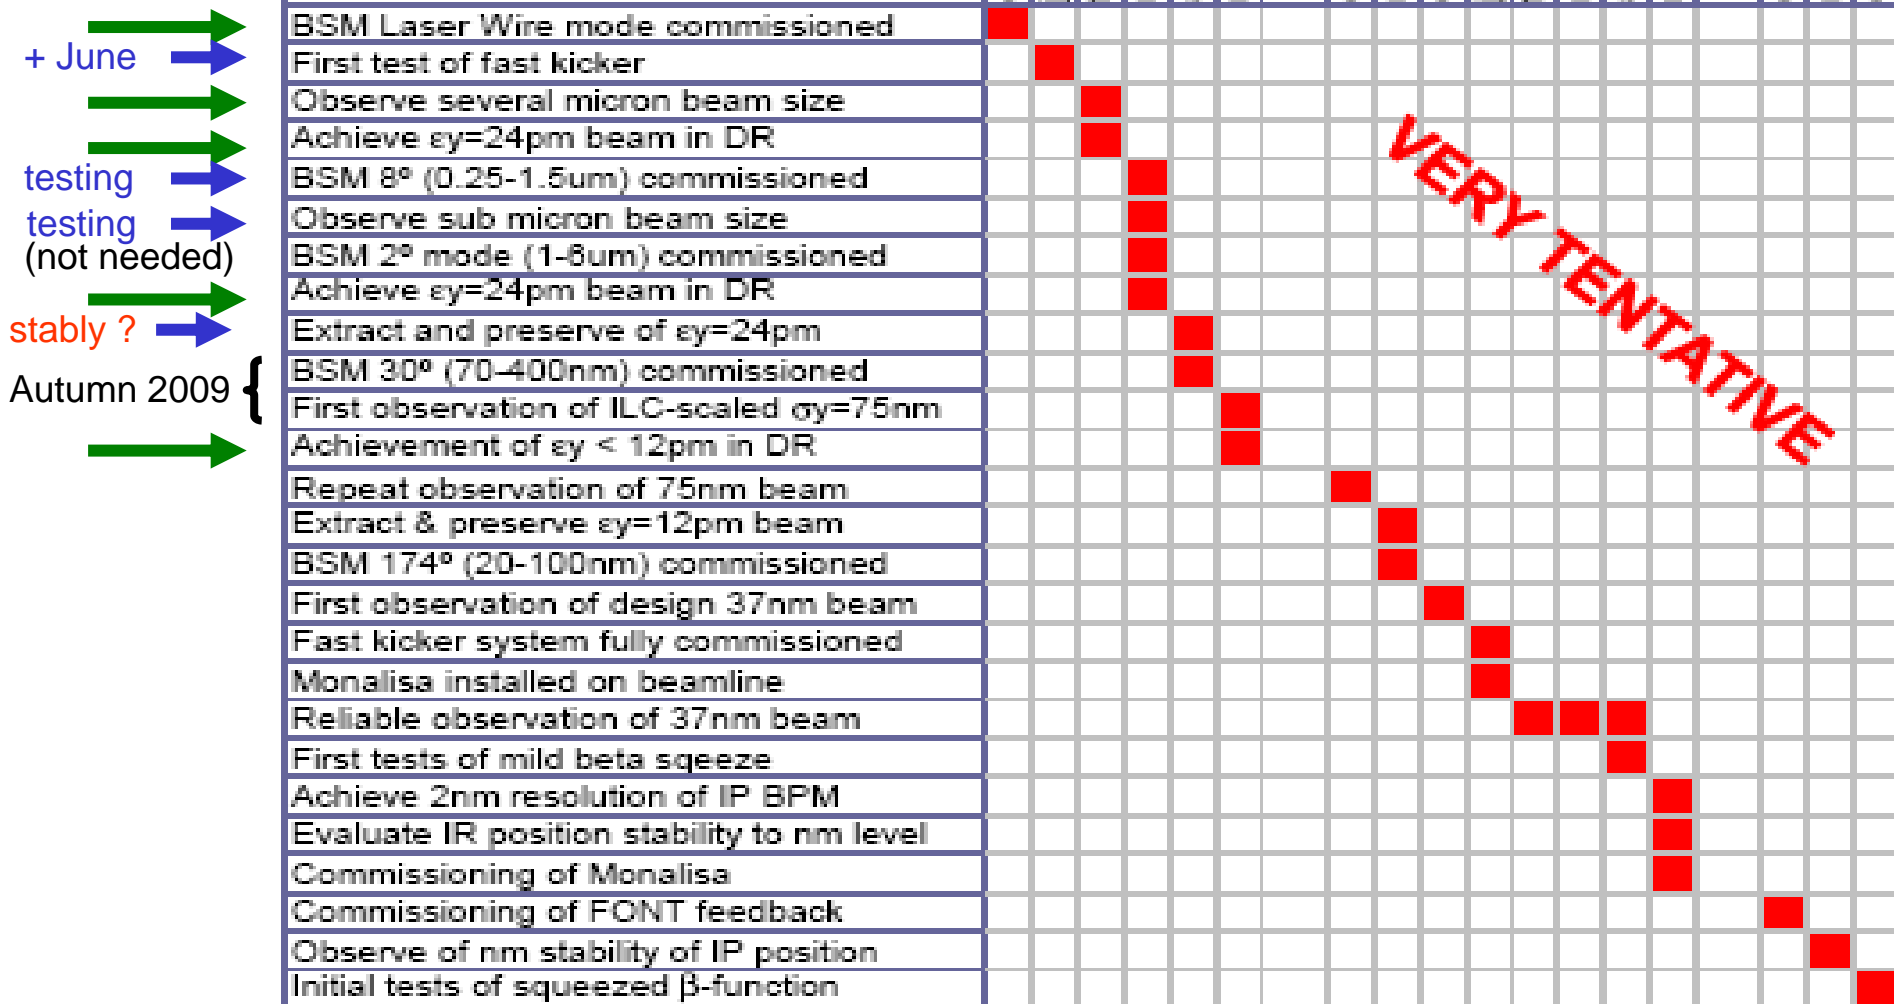 BSM Laser Wire mode commissioned
+ June
First test of fast kicker
Observe several micron beam size
Achieve εy=24pm beam in DR
testing
BSM 8º (0.25-1.5um) commissioned
testing
Observe sub micron beam size
(not needed)
BSM 2º mode (1-6um) commissioned
Achieve εy=24pm beam in DR
stably ?
Extract and preserve of εy=24pm
Autumn 2009 {
BSM 30º (70-400nm) commissioned
First observation of ILC-scaled σy=75nm
Achievement of εy < 12pm in DR
Repeat observation of 75nm beam
Extract & preserve εy=12pm beam
BSM 174º (20-100nm) commissioned
First observation of design 37nm beam
Fast kicker system fully commissioned
Monalisa installed on beamline
Reliable observation of 37nm beam
First tests of mild beta sqeeze
Achieve 2nm resolution of IP BPM
Evaluate IR position stability to nm level
Commissioning of Monalisa
Commissioning of FONT feedback
Observe of nm stability of IP position
Initial tests of squeezed β-function
VERY TENTATIVE